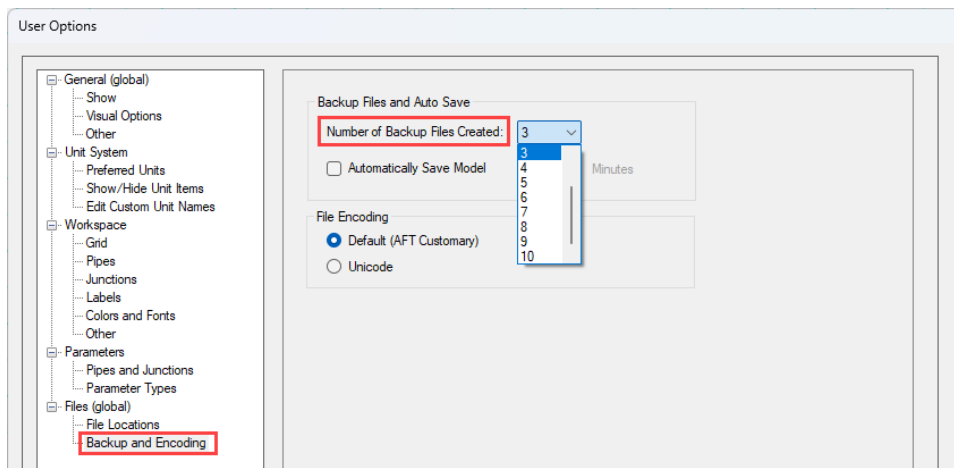 User Options
General (global)
Show
Visual Options
Other
Unit System
Preferred Units
Show/Hide Unit Items
Edit Custom Unit Names
Workspace
Grid
Pipes
Junctions
Labels
Colors and Fonts
Other
Parameters
Pipes and Junctions
Parameter Types
Files (global)
File Locations
Backup and Encoding
Backup Files and Auto Save
Number of Backup Files Created: 3
3
4
5
6
7
8
9
10
Automatically Save Model Minutes
File Encoding
Default (AFT Customary)
Unicode